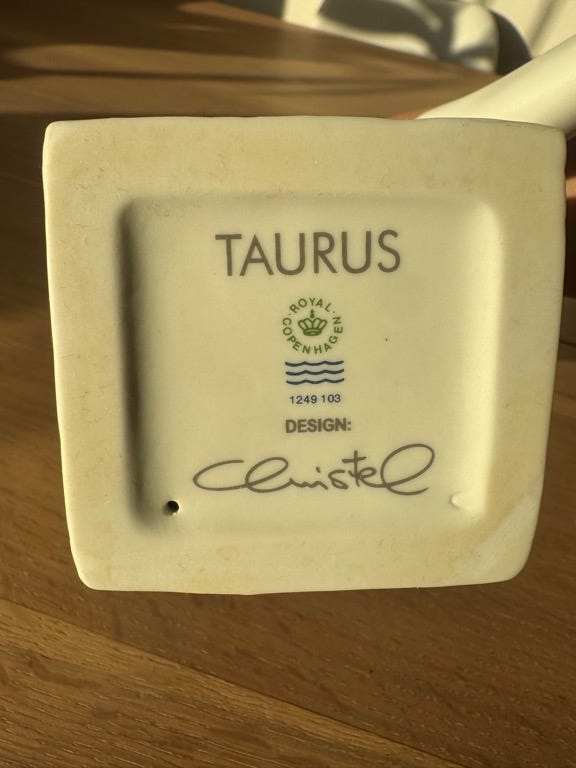 TAURUS
ROYAL
COPENHAGEN
1249 103
DESIGN:
Christel